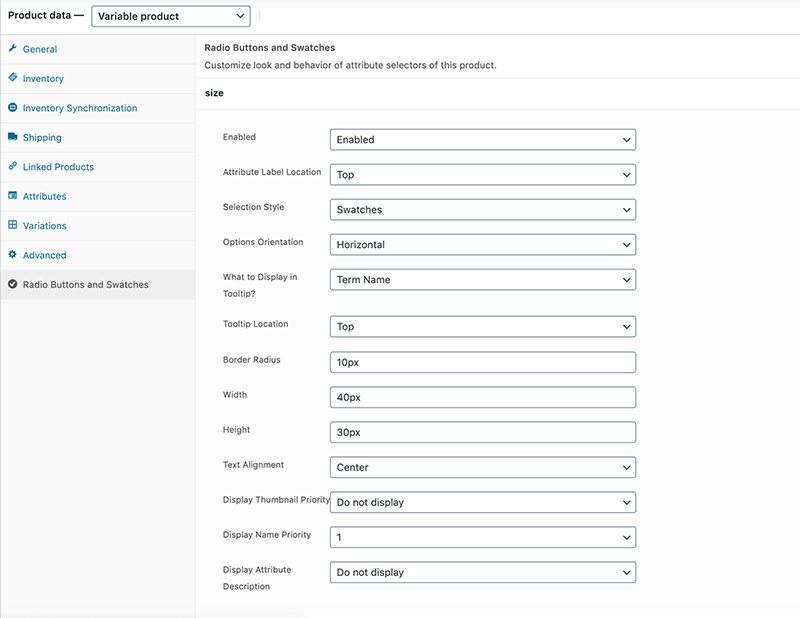 Product data —
Variable product
General
Inventory
Inventory Synchronization
Shipping
Linked Products
Attributes
Variations
Advanced
Radio Buttons and Swatches
Radio Buttons and Swatches
Customize look and behavior of attribute selectors of this product.
size
Enabled
Enabled
Attribute Label Location
Top
Selection Style
Swatches
Options Orientation
Horizontal
What to Display in
Tooltip?
Term Name
Tooltip Location
Top
Border Radius
10px
Width
40px
Height
30px
Text Alignment
Center
Display Thumbnail Priority
Do not display
Display Name Priority
1
Display Attribute
Description
Do not display